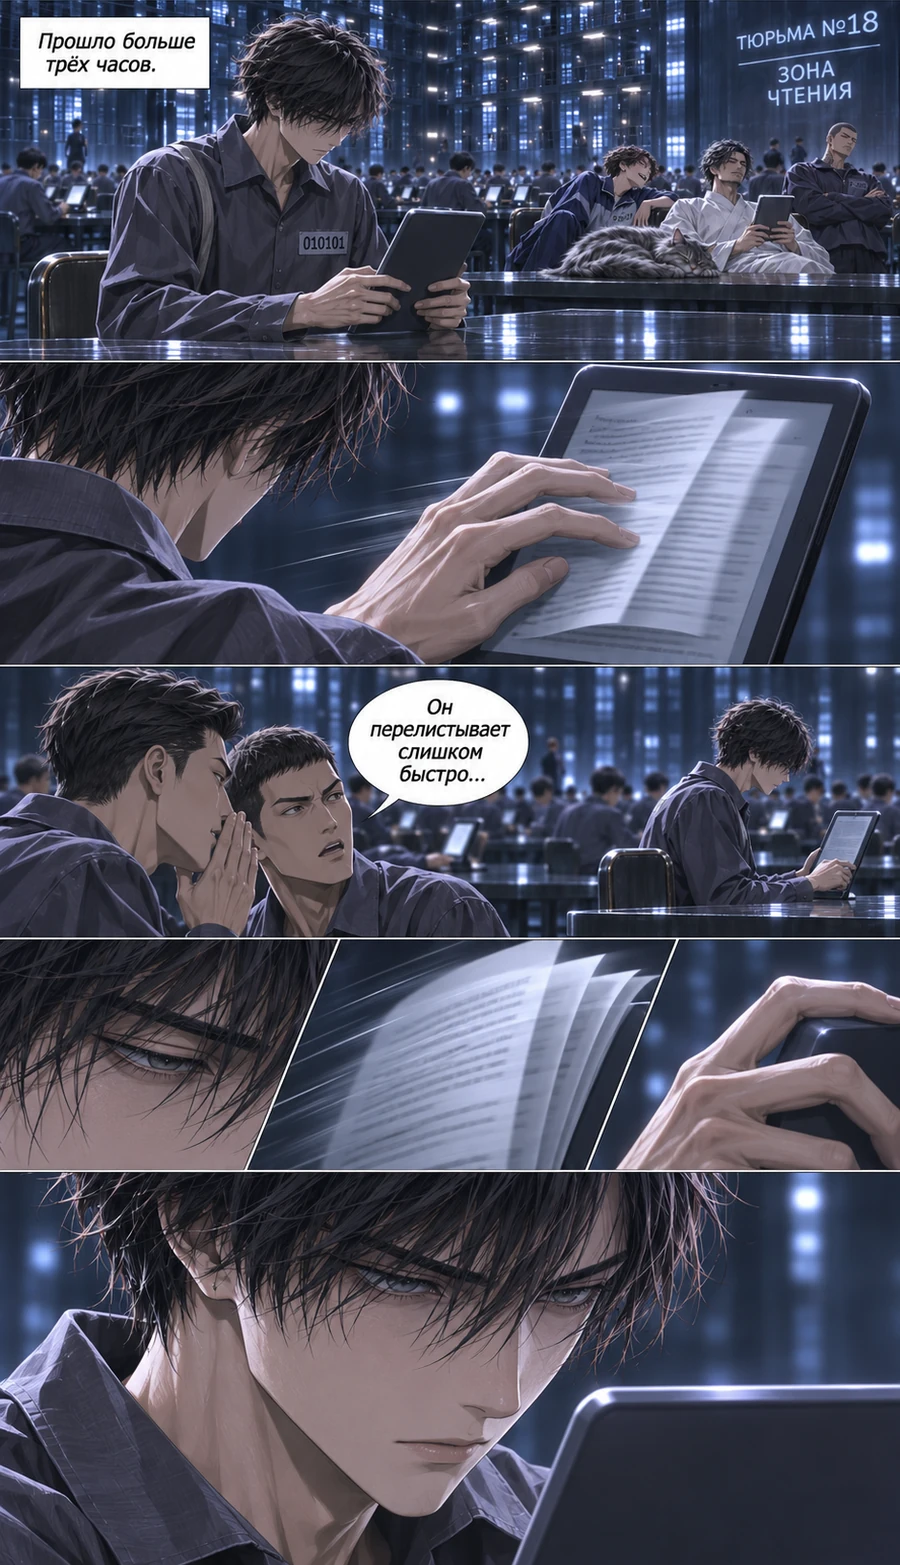 Прошло больше
трёх часов.
ТЮРЬМА №18
ЗОНА
ЧТЕНИЯ
010101
Он
перелистывает
слишком
быстро...